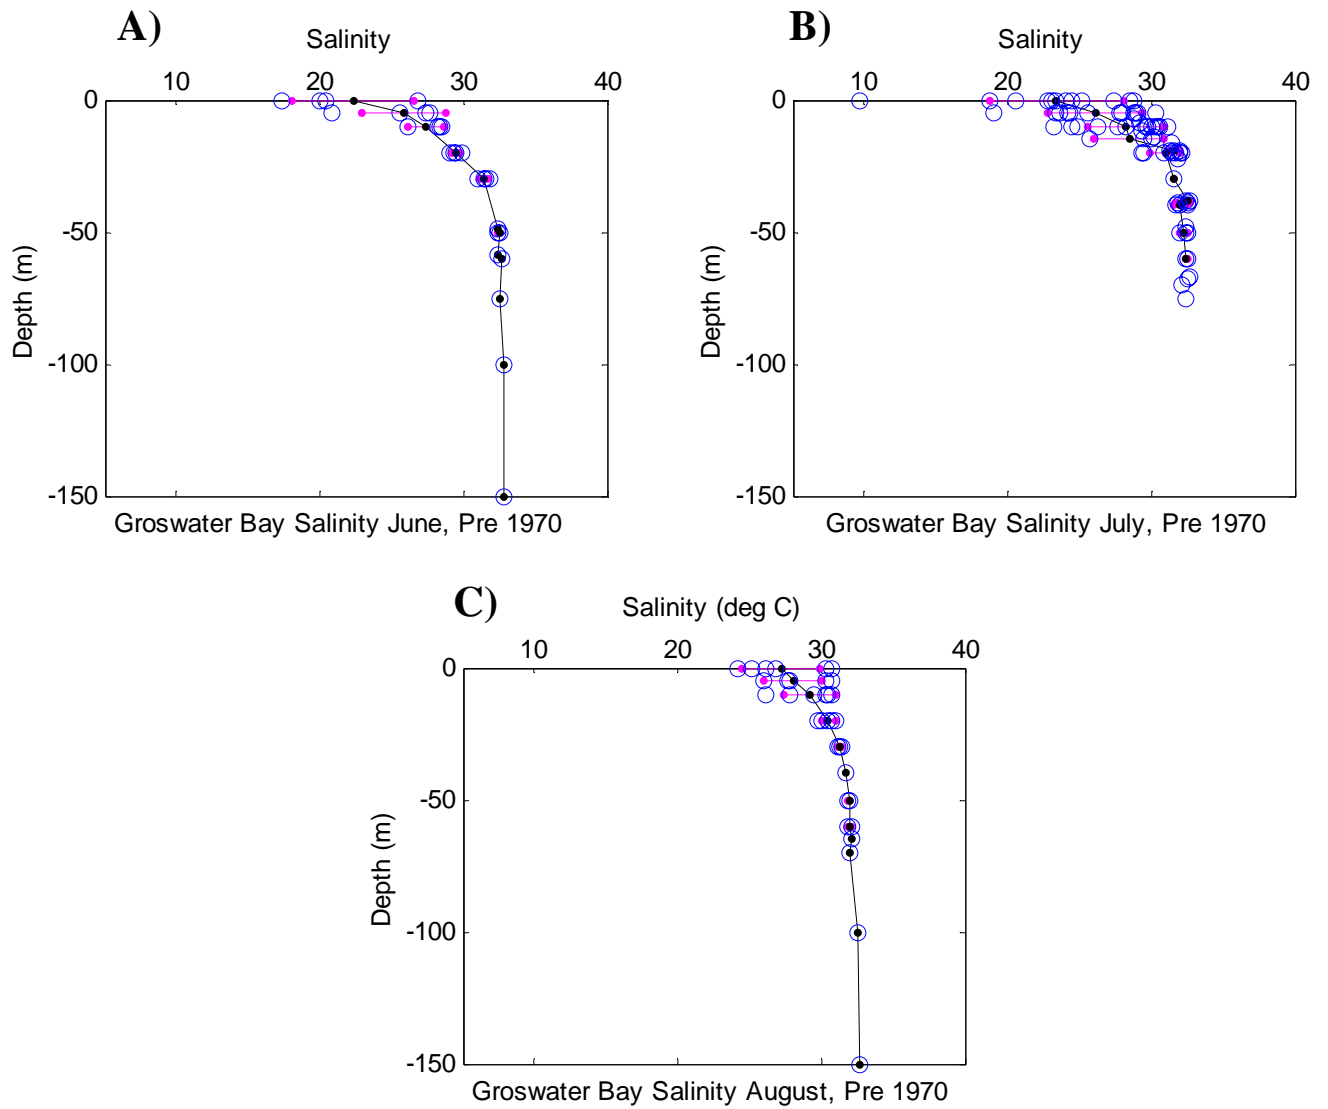 A)
Salinity
10 20 30 40
0
-50
-100
-150
Depth (m)
Groswater Bay Salinity June, Pre 1970
B)
Salinity
10 20 30 40
0
-50
-100
-150
Depth (m)
Groswater Bay Salinity July, Pre 1970
C)
Salinity (deg C)
10 20 30 40
0
-50
-100
-150
Depth (m)
Groswater Bay Salinity August, Pre 1970